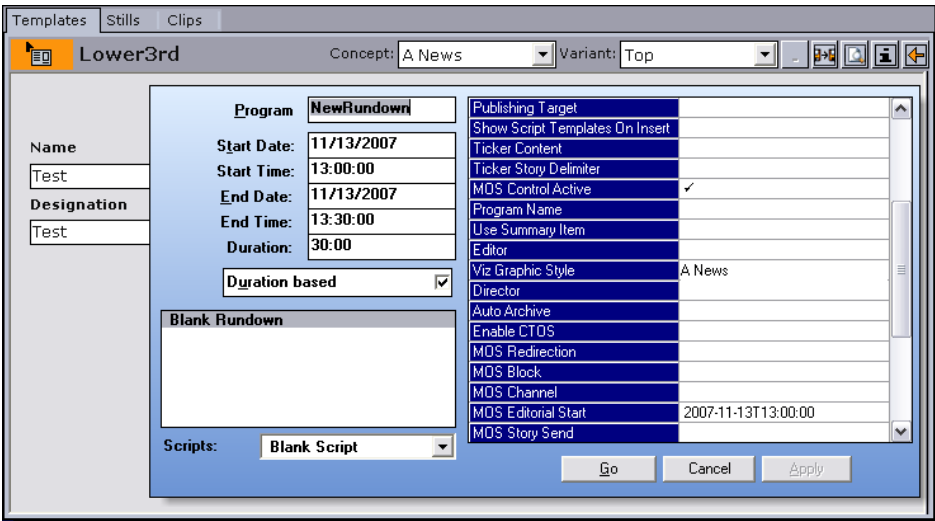 Templates Stills Clips
Lower3rd Concept: A News Variant: Top
Name
Test
Designation
Test
Program NewRundown
Start Date: 11/13/2007
Start Time: 13:00:00
End Date: 11/13/2007
End Time: 13:30:00
Duration: 30:00
Duration based
Blank Rundown
Scripts: Blank Script
Publishing Target
Show Script Templates On Insert
Ticker Content
Ticker Story Delimiter
MOS Control Active ✓
Program Name
Use Summary Item
Editor
Viz Graphic Style A News
Director
Auto Archive
Enable CTOS
MOS Redirection
MOS Block
MOS Channel
MOS Editorial Start 2007-11-13T13:00:00
MOS Story Send
Go Cancel Apply